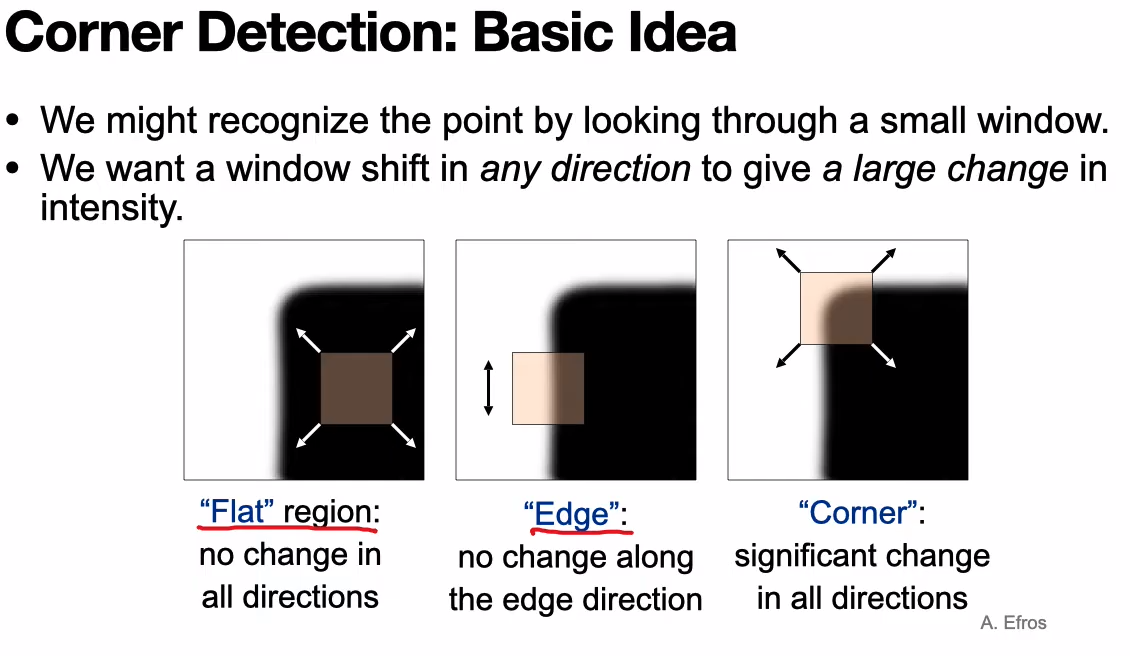 Corner Detection: Basic Idea
• We might recognize the point by looking through a small window.
• We want a window shift in any direction to give a large change in
intensity.
“Flat” region:
no change in
all directions
“Edge”:
no change along
the edge direction
“Corner”:
significant change
in all directions
A. Efros